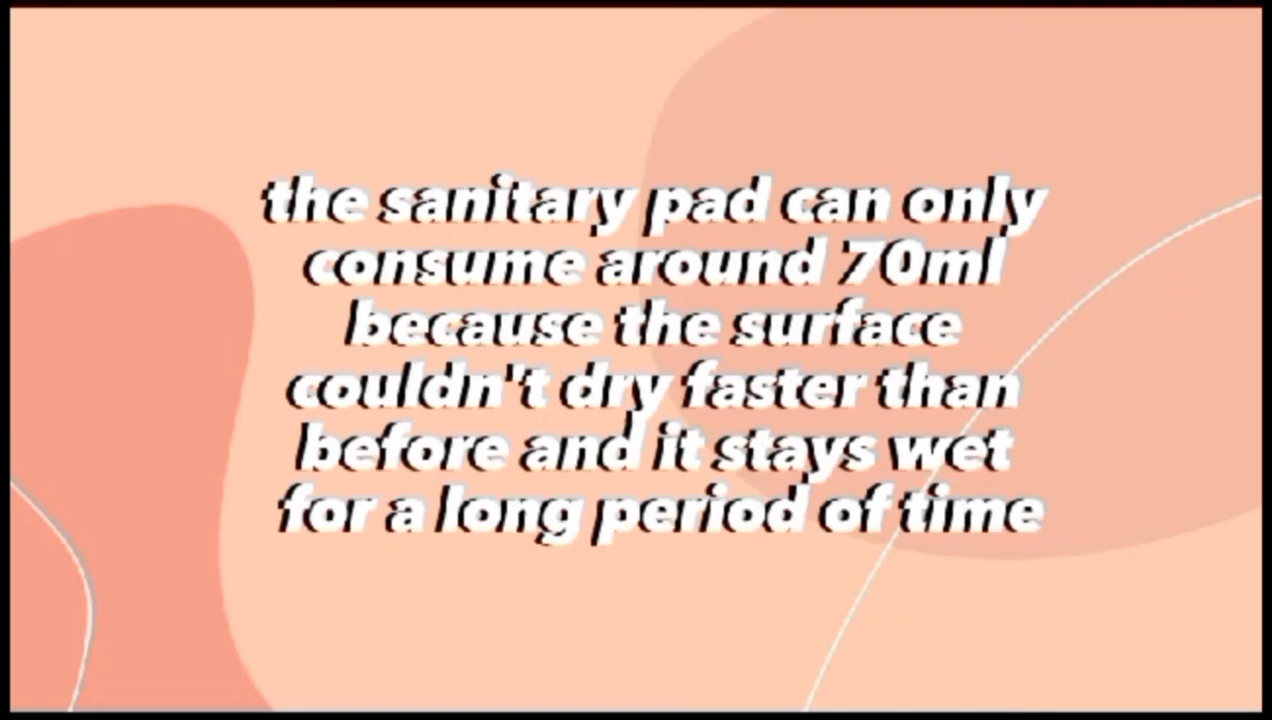 the sanitary pad can only
consume around 70ml
because the surface
couldn't dry faster than
before and it stays wet
for a long period of time